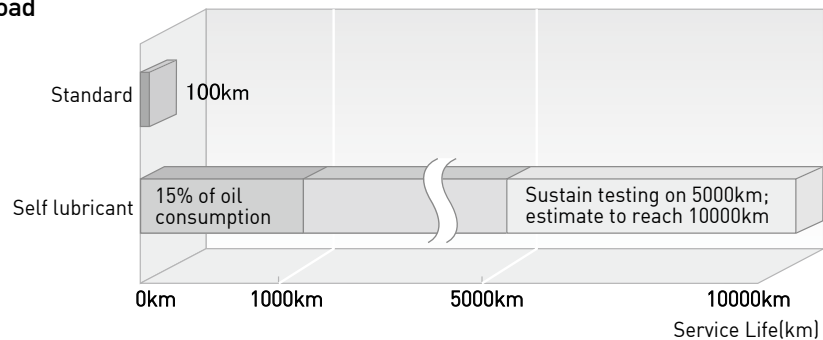 Standard
100km
Self lubricant
15% of oil
consumption
Sustain testing on 5000km;
estimate to reach 10000km
0km 1000km 5000km 10000km
Service Life(km)